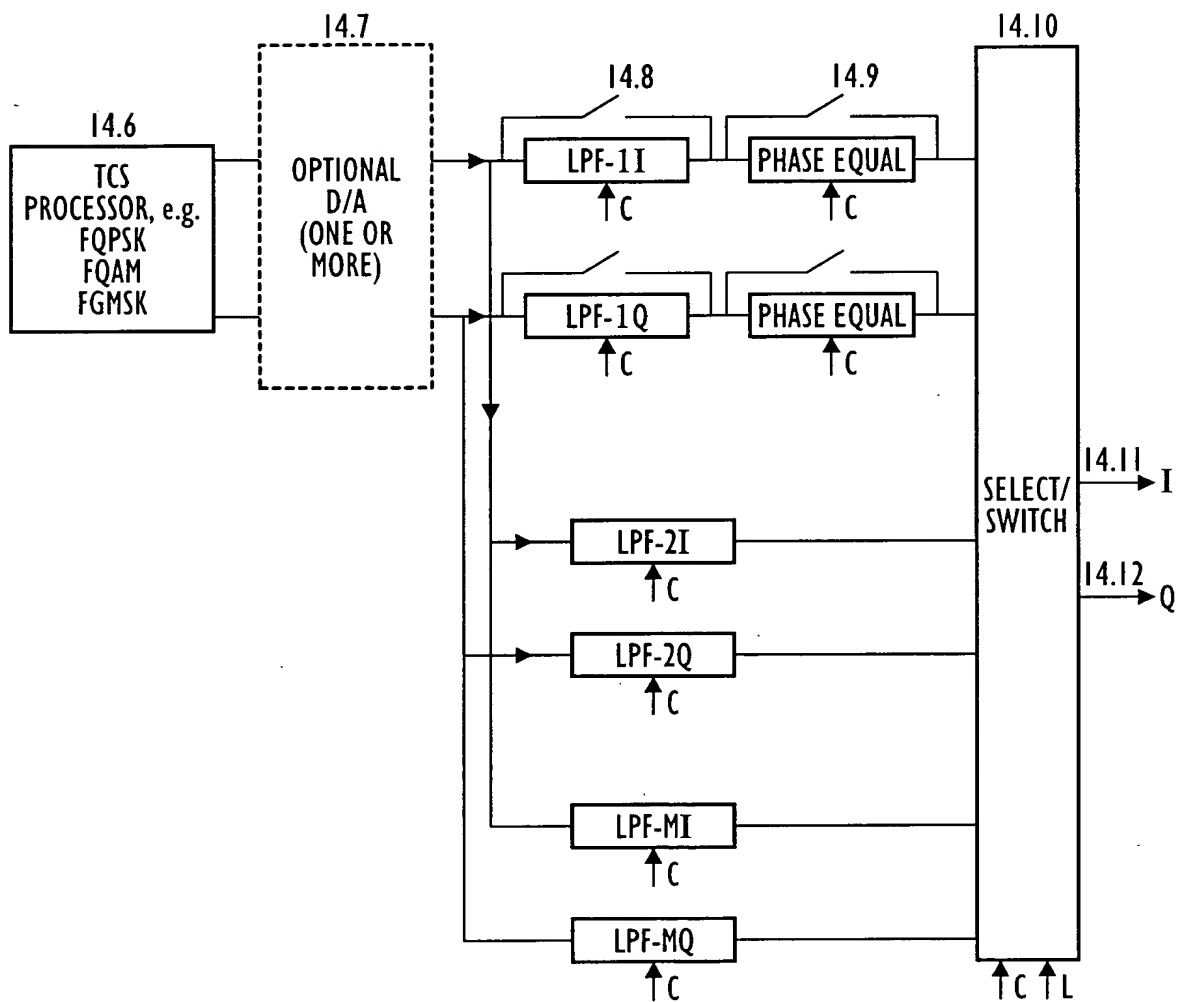 14.7
14.10
14.8
14.9
14.6
TCS
PROCESSOR, e.g.
FQPSK
FQAM
FGMSK
OPTIONAL
D/A
(ONE OR
MORE)
LPF-1I
PHASE EQUAL
C
C
LPF-1Q
PHASE EQUAL
C
C
SELECT/
SWITCH
14.11
I
14.12
Q
LPF-2I
C
LPF-2Q
C
LPF-MI
C
LPF-MQ
C
C
L